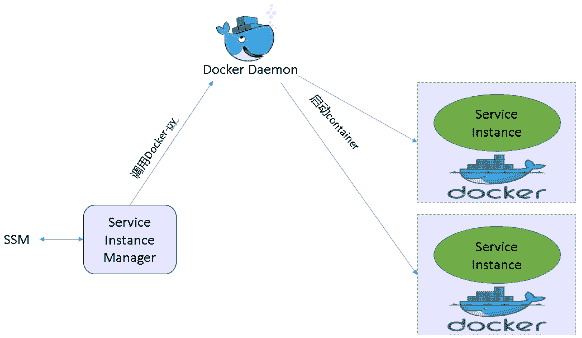 Docker Daemon
调用Docker-py
启动container
Service
Instance
docker
SSM
Service
Instance
Manager
Service
Instance
docker